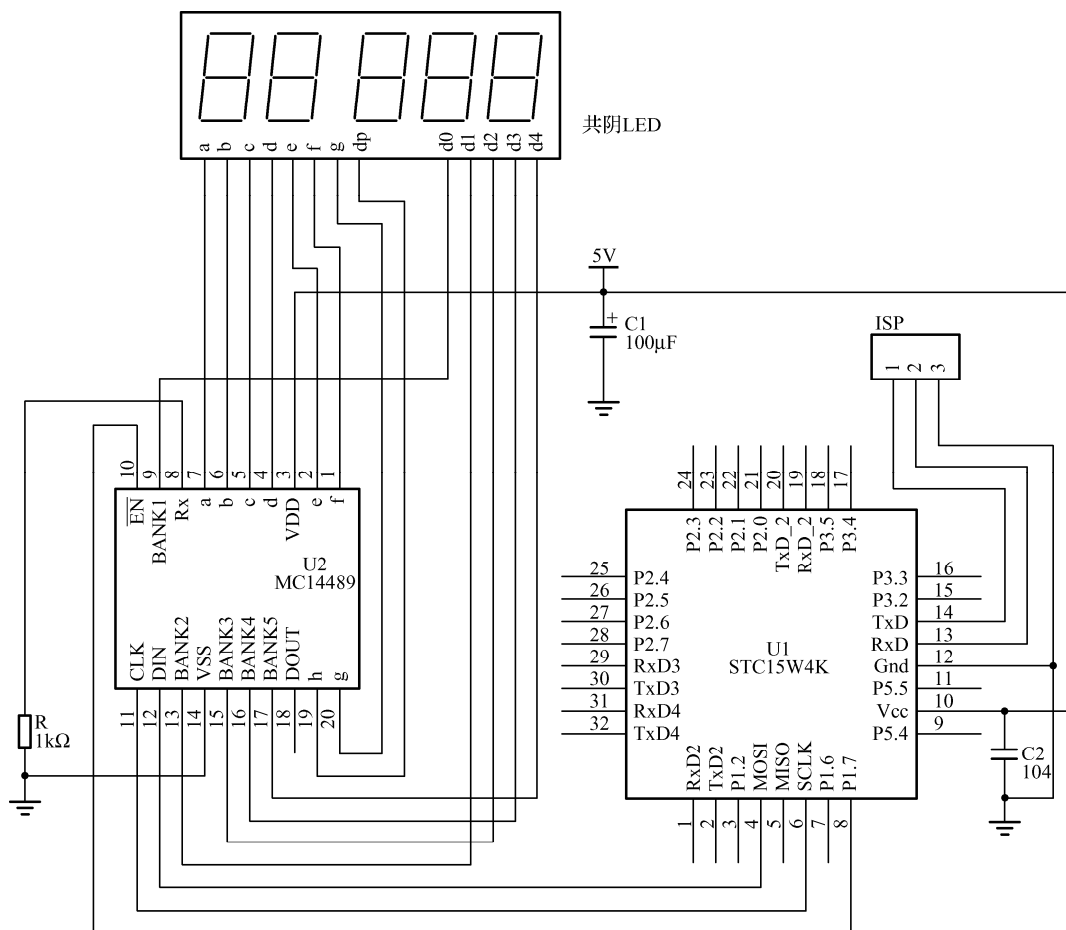 a b c d e f g dp d0 d1 d2 d3 d4
共阴LED
5V
+
C1
100μF
ISP
1 2 3
10 9 8 7 6 5 4 3 2 1
EN BANK1 Rx a b c d VDD e f
U2
MC14489
CLK DIN BANK2 VSS BANK3 BANK4 BANK5 DOUT h g
11 12 13 14 15 16 17 18 19 20
R
1kΩ
24 23 22 21 20 19 18 17
P2.3 P2.2 P2.1 P2.0 TxD_2 RxD_2 P3.5 P3.4
25 P2.4
26 P2.5
27 P2.6
28 P2.7
29 RxD3
30 TxD3
31 RxD4
32 TxD4
U1
STC15W4K
P3.3 16
P3.2 15
TxD 14
RxD 13
Gnd 12
P5.5 11
Vcc 10
P5.4 9
RxD2 TxD2 P1.2 MOSI MISO SCLK P1.6 P1.7
1 2 3 4 5 6 7 8
C2
104